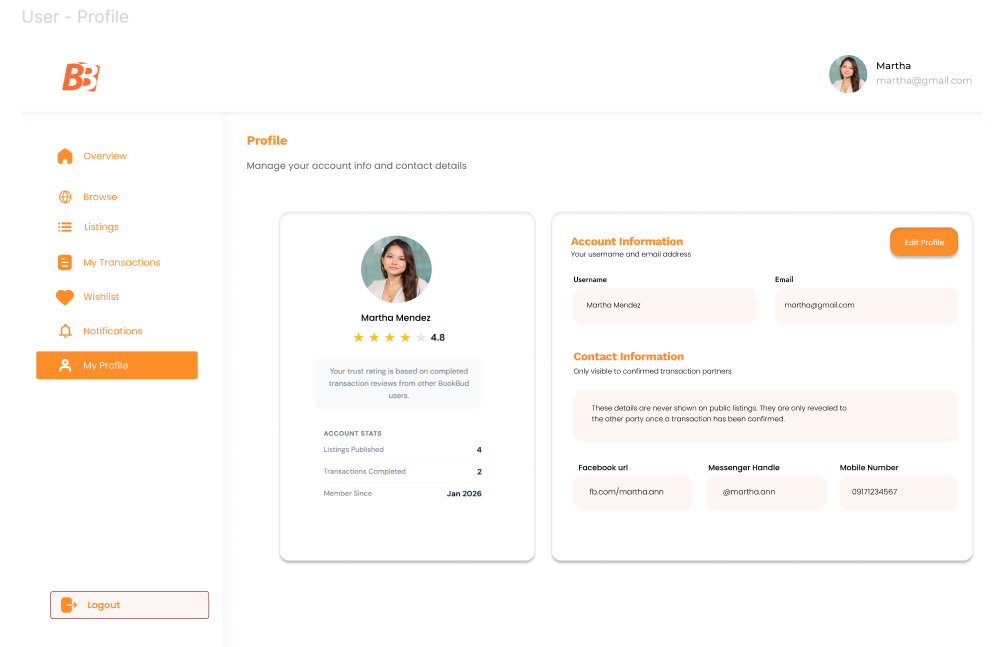 User - Profile
BB
Martha
martha@gmail.com
Overview
Browse
Listings
My Transactions
Wishlist
Notifications
My Profile
Logout
Profile
Manage your account info and contact details
Martha Mendez
4.8
Your trust rating is based on completed
transaction reviews from other BookBud
users.
ACCOUNT STATS
Listings Published 4
Transactions Completed 2
Member Since Jan 2026
Account Information
Your username and email address
Edit Profile
Username Email
Martha Mendez martha@gmail.com
Contact Information
Only visible to confirmed transaction partners
These details are never shown on public listings. They are only revealed to
the other party once a transaction has been confirmed.
Facebook url Messenger Handle Mobile Number
fb.com/martha.ann @martha.ann 09171234567